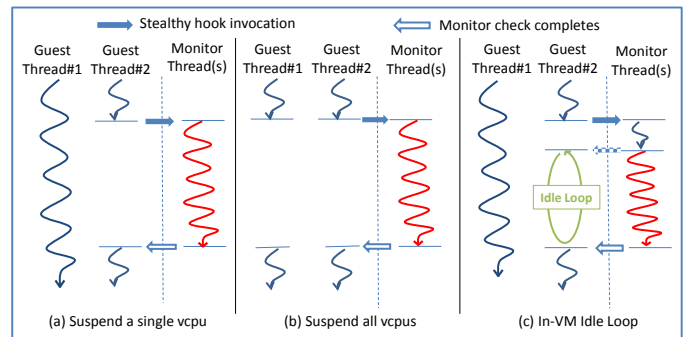 Stealthy hook invocation
Monitor check completes
Guest Thread#1
Guest Thread#2
Monitor Thread(s)
Guest Thread#1
Guest Thread#2
Monitor Thread(s)
Guest Thread#1
Guest Thread#2
Monitor Thread(s)
Idle Loop
(a) Suspend a single vcpu
(b) Suspend all vcpus
(c) In-VM Idle Loop